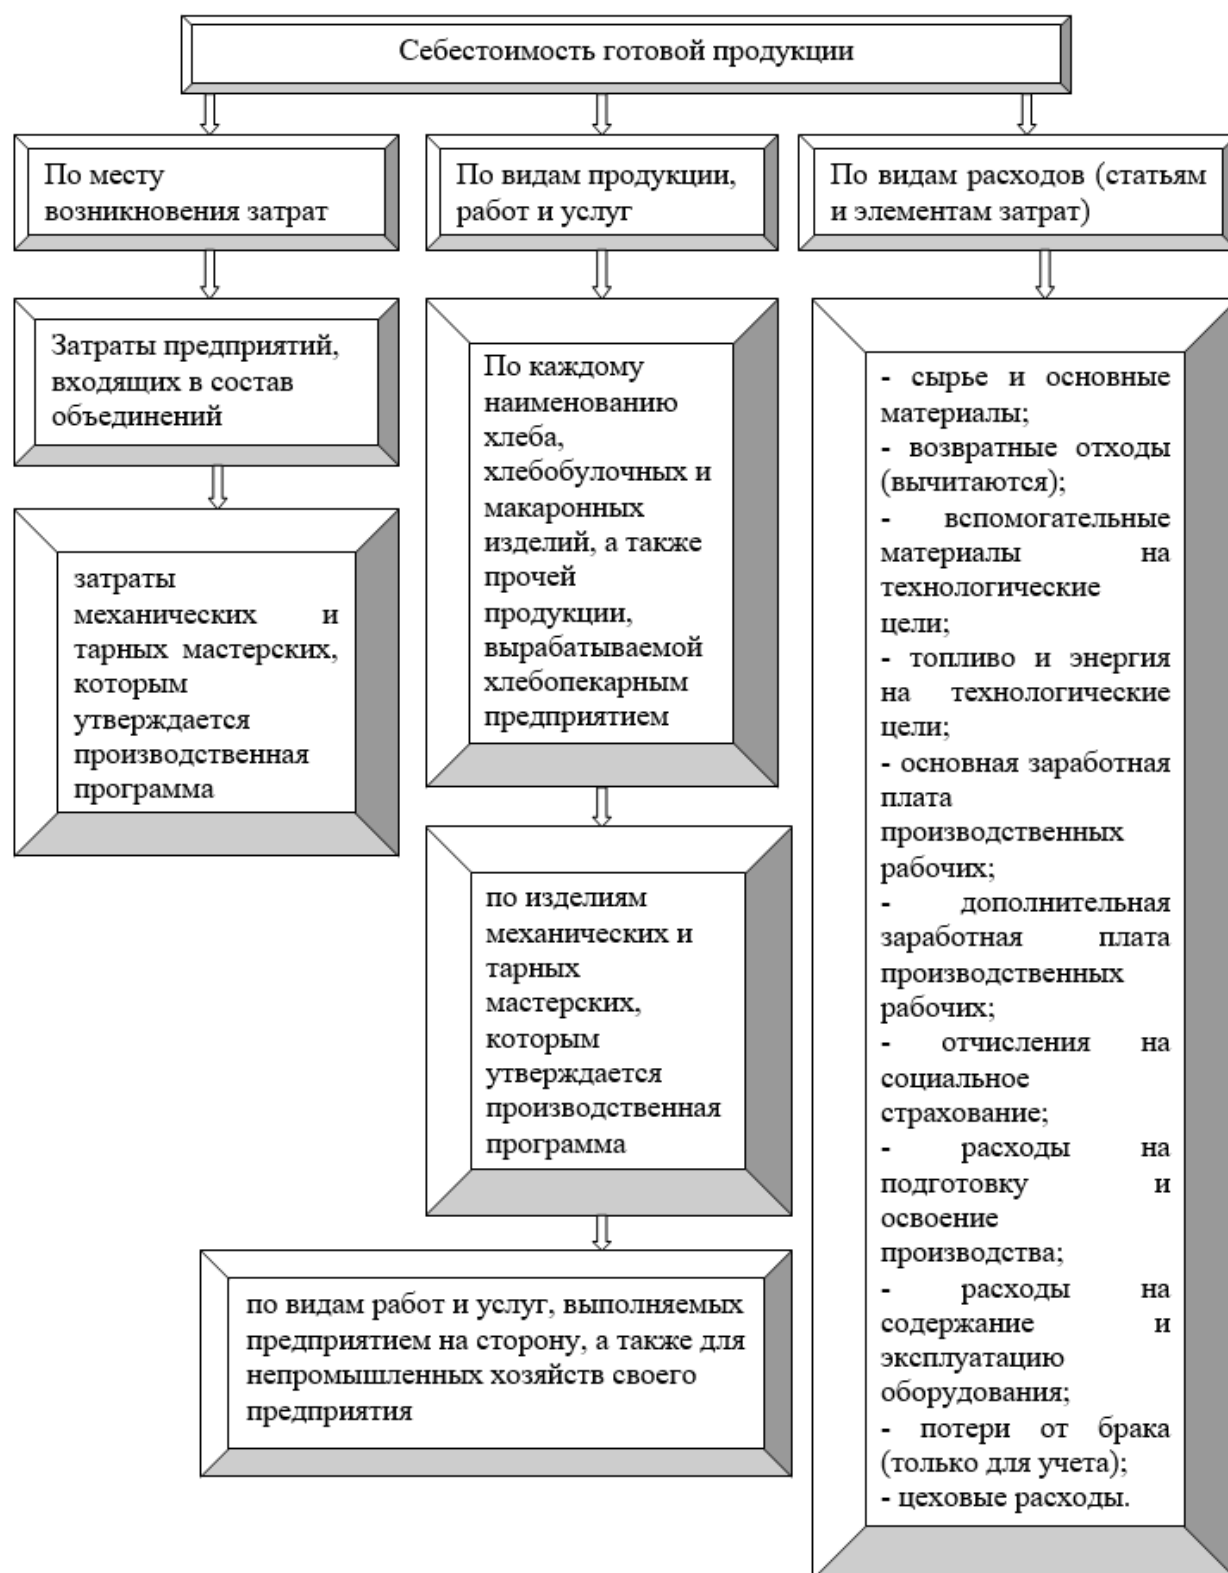 Себестоимость готовой продукции
По месту
возникновения затрат
По видам продукции,
работ и услуг
По видам расходов (статьям
и элементам затрат)
Затраты предприятий,
входящих в состав
объединений
затраты
механических и
тарных мастерских,
которым
утверждается
производственная
программа
По каждому
наименованию
хлеба,
хлебобулочных и
макаронных
изделий, а также
прочей
продукции,
вырабатываемой
хлебопекарным
предприятием
по изделиям
механических и
тарных
мастерских,
которым
утверждается
производственная
программа
по видам работ и услуг, выполняемых
предприятием на сторону, а также для
непромышленных хозяйств своего
предприятия
- сырье и основные
материалы;
- возвратные отходы
(вычитаются);
- вспомогательные
материалы на
технологические
цели;
- топливо и энергия
на технологические
цели;
- основная заработная
плата
производственных
рабочих;
- дополнительная
заработная плата
производственных
рабочих;
- отчисления на
социальное
страхование;
- расходы на
подготовку и
освоение
производства;
- расходы на
содержание и
эксплуатацию
оборудования;
- потери от брака
(только для учета);
- цеховые расходы.